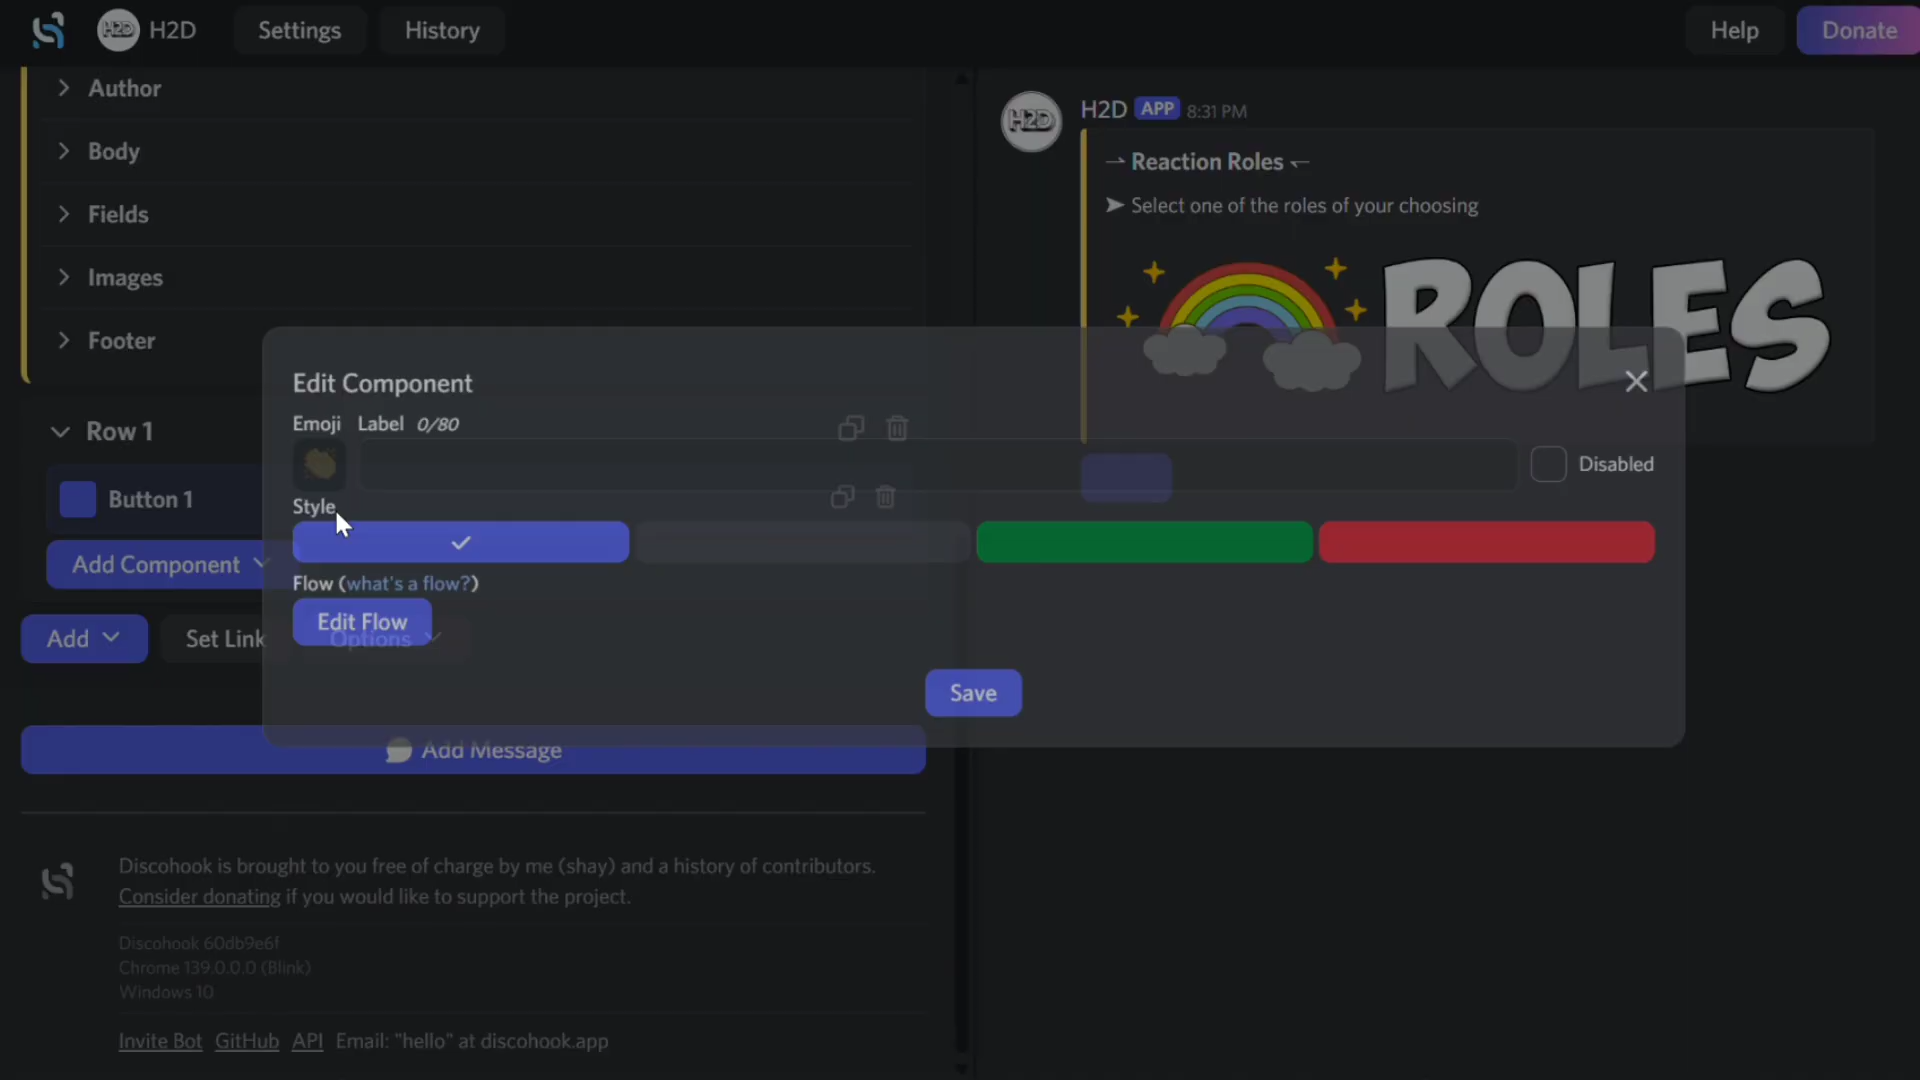 H2D
H2D
Settings
History
Help
Donate
Author
Body
Fields
Images
Footer
Row 1
Button 1
Add Component
Add
Set Link
Options
Add Message
Discohook is brought to you free of charge by me (shay) and a history of contributors.
Consider donating if you would like to support the project.
Discohook 60db9e6f
Chrome 139.0.0.0 (Blink)
Windows 10
Invite Bot GitHub API Email: "hello" at discohook.app
H2D
H2D APP 8:31 PM
⇀ Reaction Roles ↽
➤ Select one of the roles of your choosing
ROLES
Edit Component
Emoji Label 0/80
Disabled
Style
Flow (what's a flow?)
Edit Flow
Save